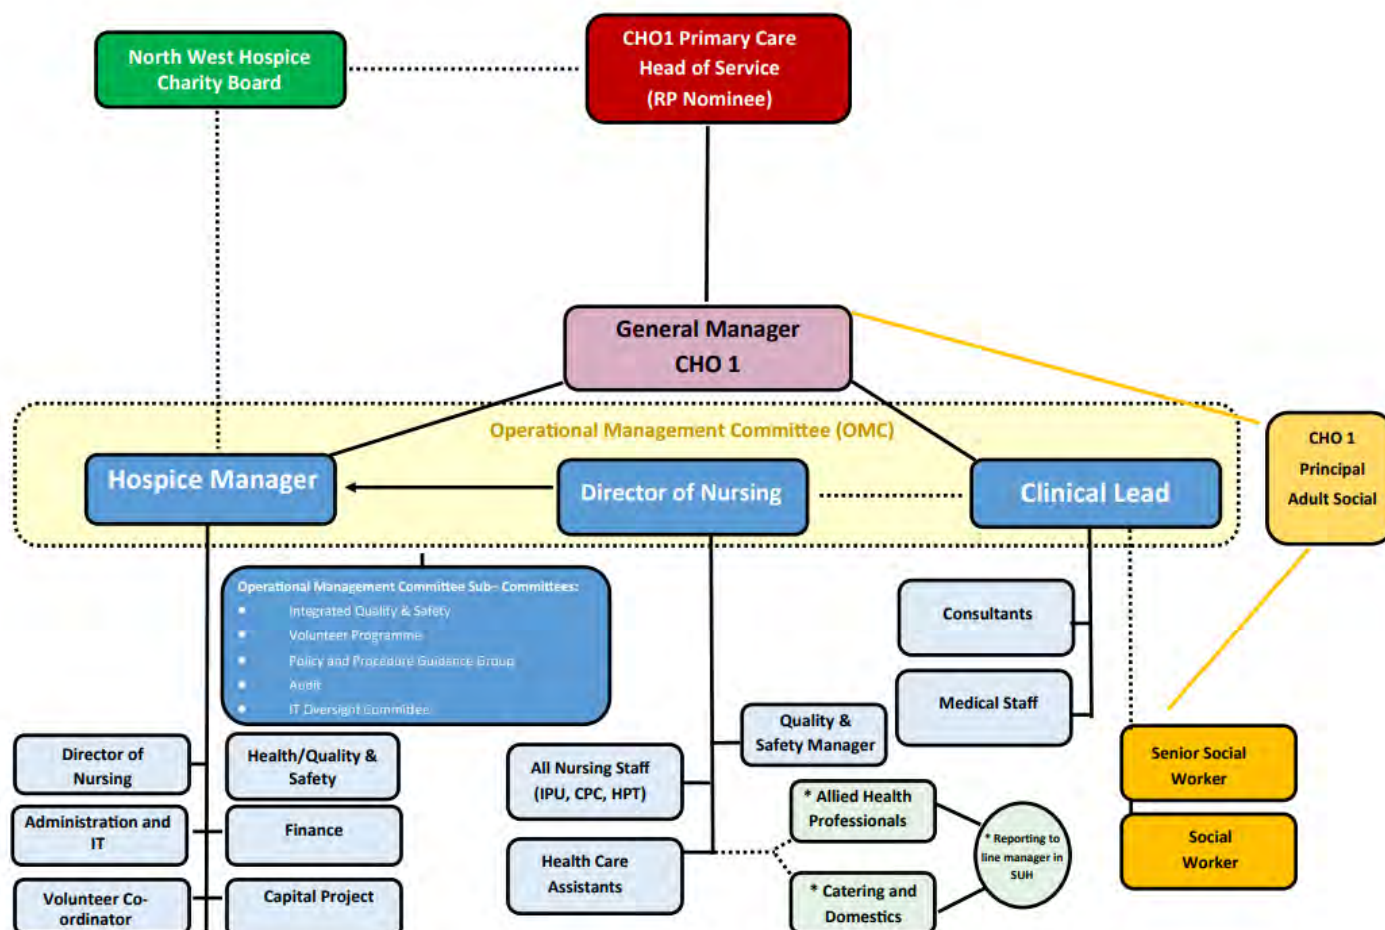 North West Hospice
Charity Board
CHO1 Primary Care
Head of Service
(RP Nominee)
General Manager
CHO 1
Operational Management Committee (OMC)
Hospice Manager
Director of Nursing
Clinical Lead
CHO 1
Principal
Adult Social
Operational Management Committee Sub– Committees:
• Integrated Quality & Safety
• Volunteer Programme
• Policy and Procedure Guidance Group
• Audit
• IT Oversight Committee
Consultants
Medical Staff
Quality &
Safety Manager
Director of
Nursing
Health/Quality &
Safety
All Nursing Staff
(IPU, CPC, HPT)
Senior Social
Worker
Administration and
IT
Finance
* Allied Health
Professionals
* Reporting to
line manager in
SUH
Social
Worker
Health Care
Assistants
Volunteer Co-
ordinator
Capital Project
* Catering and
Domestics